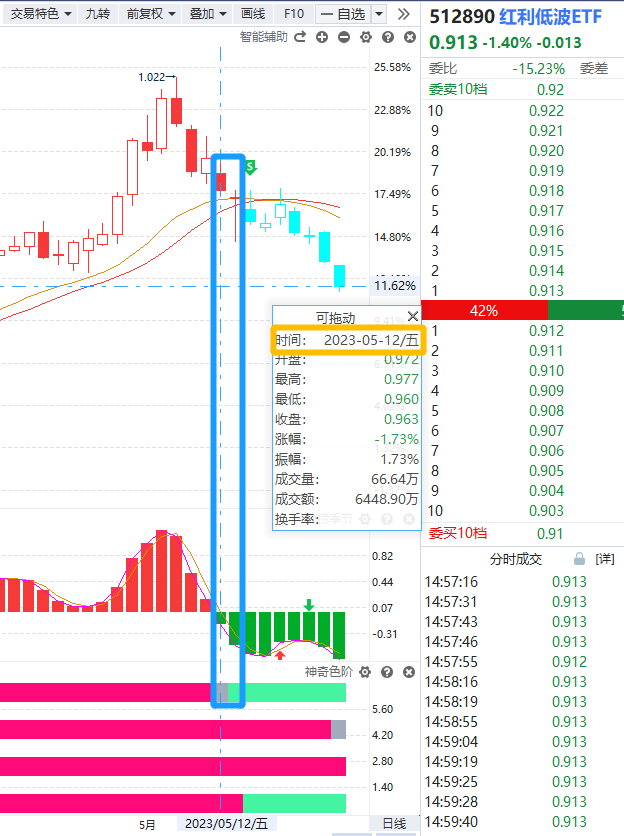 交易特色 九转 前复权 叠加 画线 F10 一自选
智能辅助
1.022
25.58%
22.88%
20.19%
17.49%
S
14.80%
11.62%
可拖动
时间: 2023-05-12/五
开盘: 0.972
最高: 0.977
最低: 0.960
收盘: 0.963
涨幅: -1.73%
振幅: 1.73%
成交量: 66.64万
成交额: 6448.90万
换手率:
0.82
0.44
0.07
-0.31
神奇色阶
5.60
4.20
2.80
1.40
5月 2023/05/12/五 日线
512890 红利低波ETF
0.913 -1.40% -0.013
委比 -15.23% 委差
委卖10档 0.92
10 0.922
9 0.921
8 0.920
7 0.919
6 0.918
5 0.917
4 0.916
3 0.915
2 0.914
1 0.913
42%
1 0.912
2 0.911
3 0.910
4 0.909
5 0.908
6 0.907
7 0.906
8 0.905
9 0.904
10 0.903
委买10档 0.91
分时成交 [详]
14:57:16 0.913
14:57:31 0.913
14:57:43 0.913
14:57:46 0.913
14:57:55 0.912
14:58:16 0.913
14:58:19 0.913
14:58:55 0.913
14:59:04 0.913
14:59:19 0.913
14:59:25 0.913
14:59:28 0.913
14:59:40 0.913